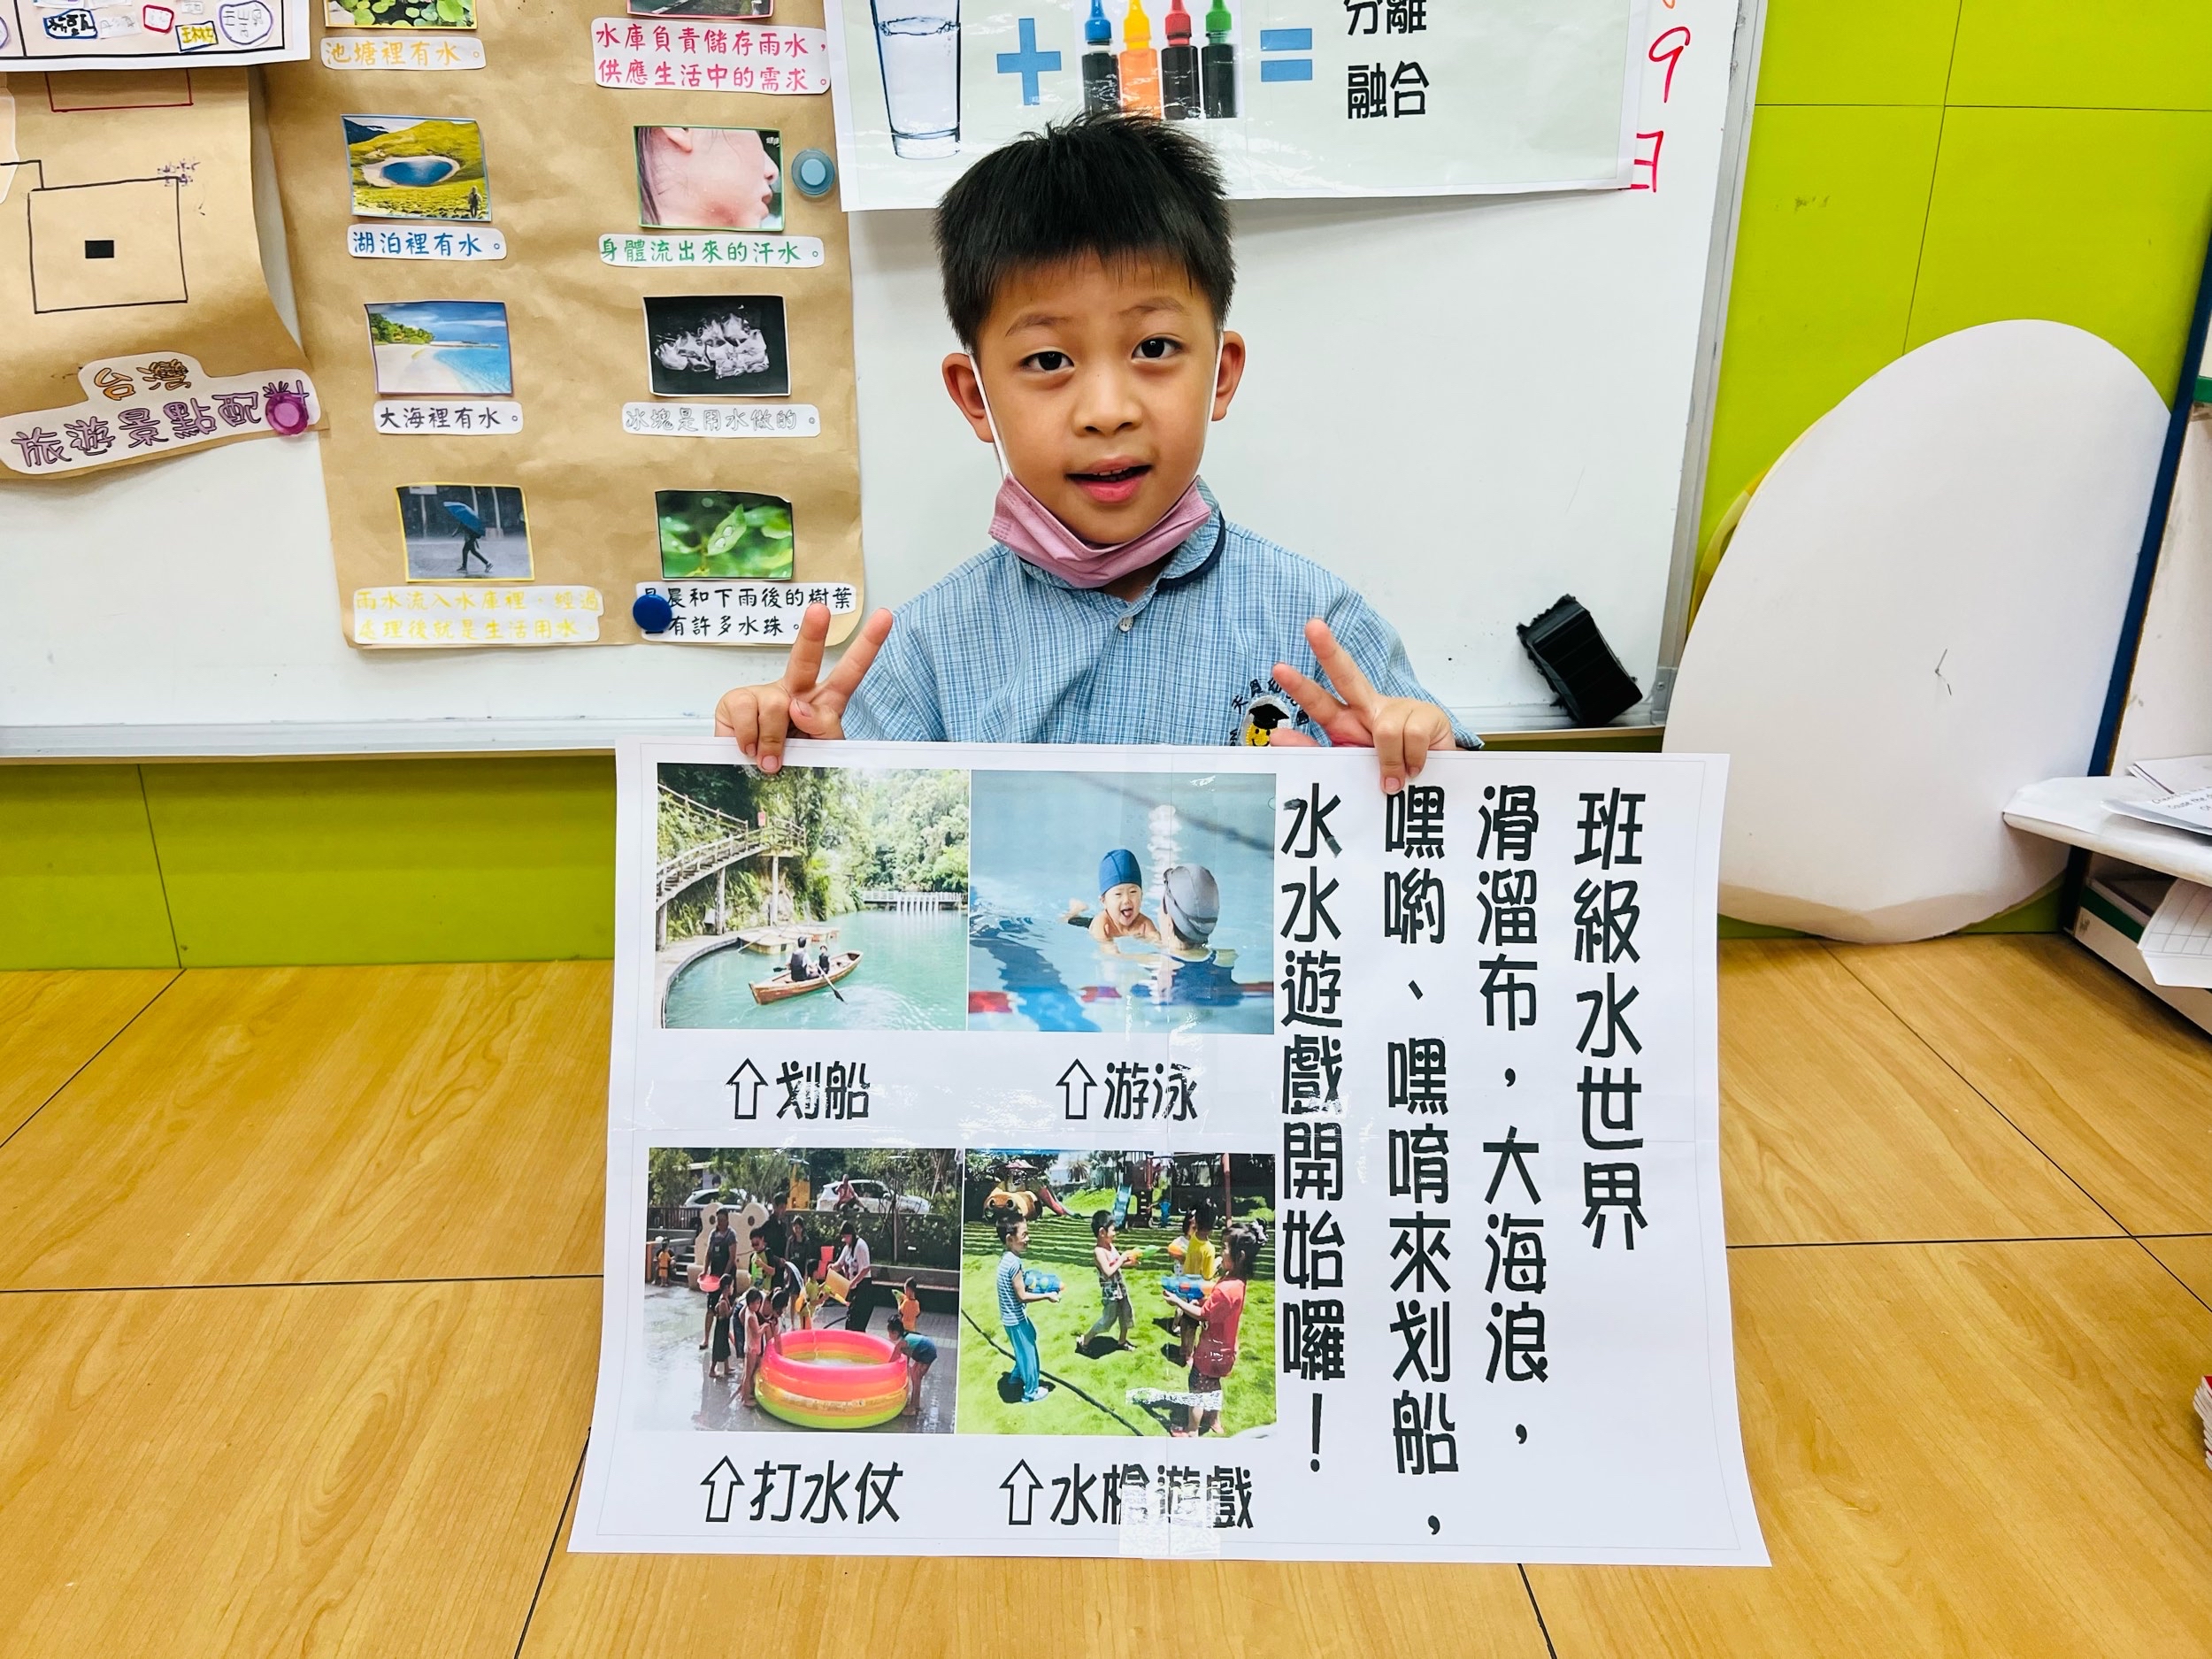 池塘裡有水。
水庫負責儲存雨水，
供應生活中的需求。
湖泊裡有水。
身體流出來的汗水。
大海裡有水。
冰塊是用水做的。
雨水流入水庫裡，經過
處理後就是生活用水。
晨和下雨後的樹葉
有許多水珠。
台灣
旅遊景點配對
+
=
分離
融合
9
日
班級水世界
滑溜布，大海浪，
嘿喲、嘿唷來划船，
水水遊戲開始囉！
⇧划船
⇧游泳
⇧打水仗
⇧水槍遊戲